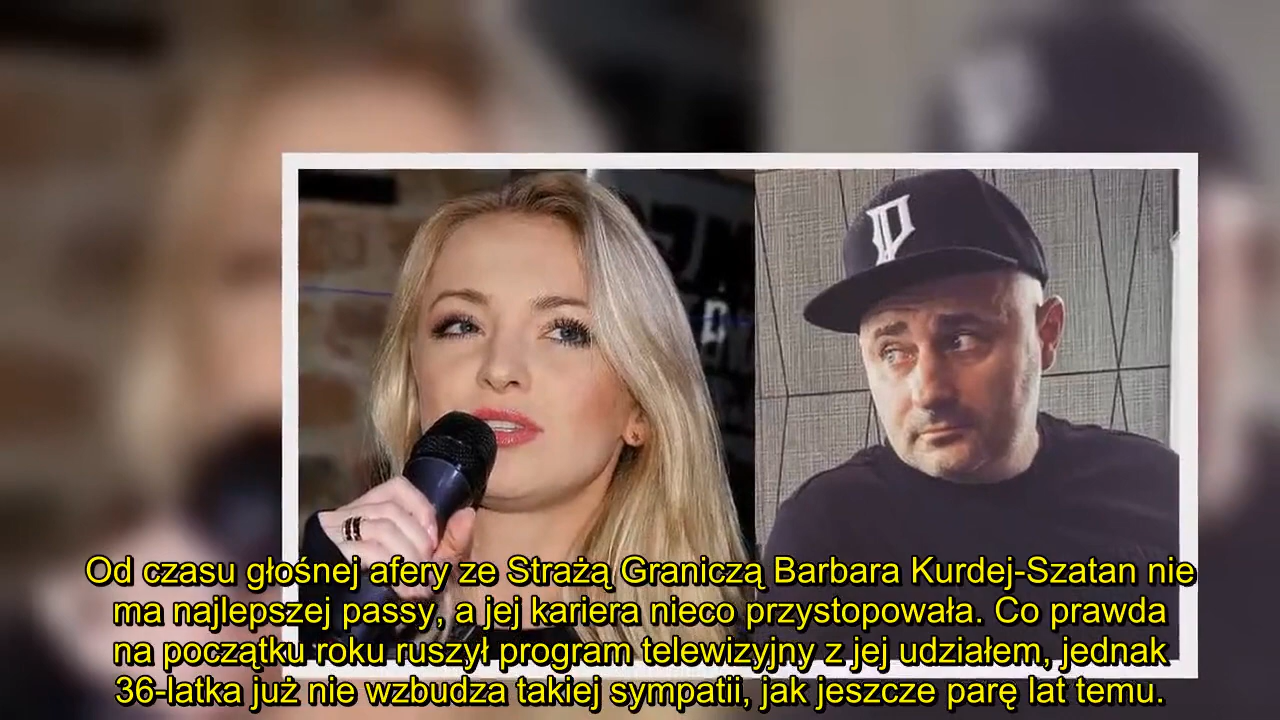 Od czasu głośnej afery ze Strażą Graniczą Barbara Kurdej-Szatan nie
ma najlepszej passy, a jej kariera nieco przystopowała. Co prawda
na początku roku ruszył program telewizyjny z jej udziałem, jednak
36-latka już nie wzbudza takiej sympatii, jak jeszcze parę lat temu.